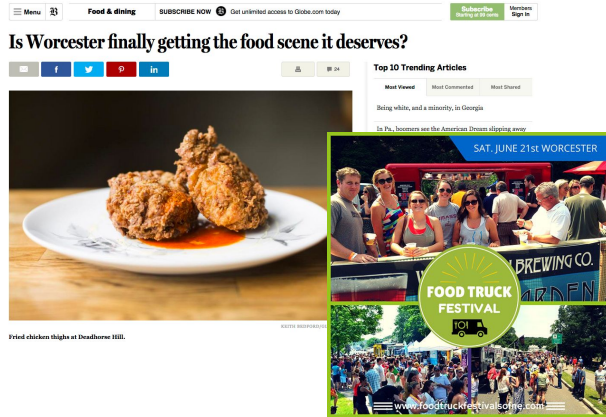 Menu
B
Food & dining
SUBSCRIBE NOW B Get unlimited access to Globe.com today
Subscribe
Starting at 99 cents
Members
Sign In
Is Worcester finally getting the food scene it deserves?
f
in
24
Top 10 Trending Articles
Most Viewed Most Commented Most Shared
Being white, and a minority, in Georgia
In Pa., boomers see the American Dream slipping away
KEITH BEDFORD/
Fried chicken thighs at Deadhorse Hill.
SAT. JUNE 21st WORCESTER
BREWING CO.
FOOD TRUCK
FESTIVAL
www.foodtruckfestivalsofne.com